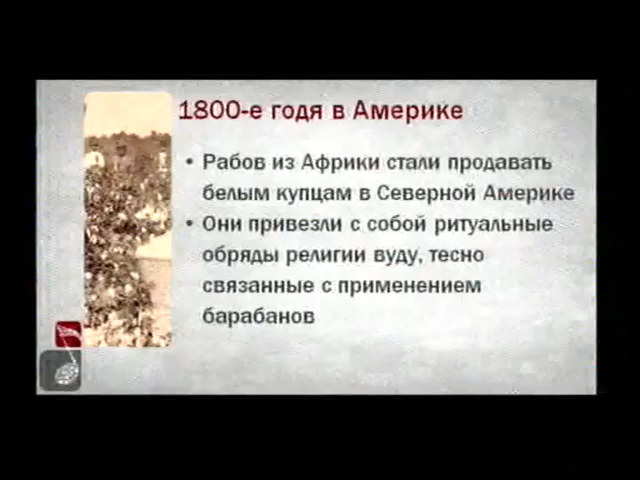 1800-е годя в Америке
• Рабов из Африки стали продавать
белым купцам в Северной Америке
• Они привезли с собой ритуальные
обряды религии вуду, тесно
связанные с применением
барабанов